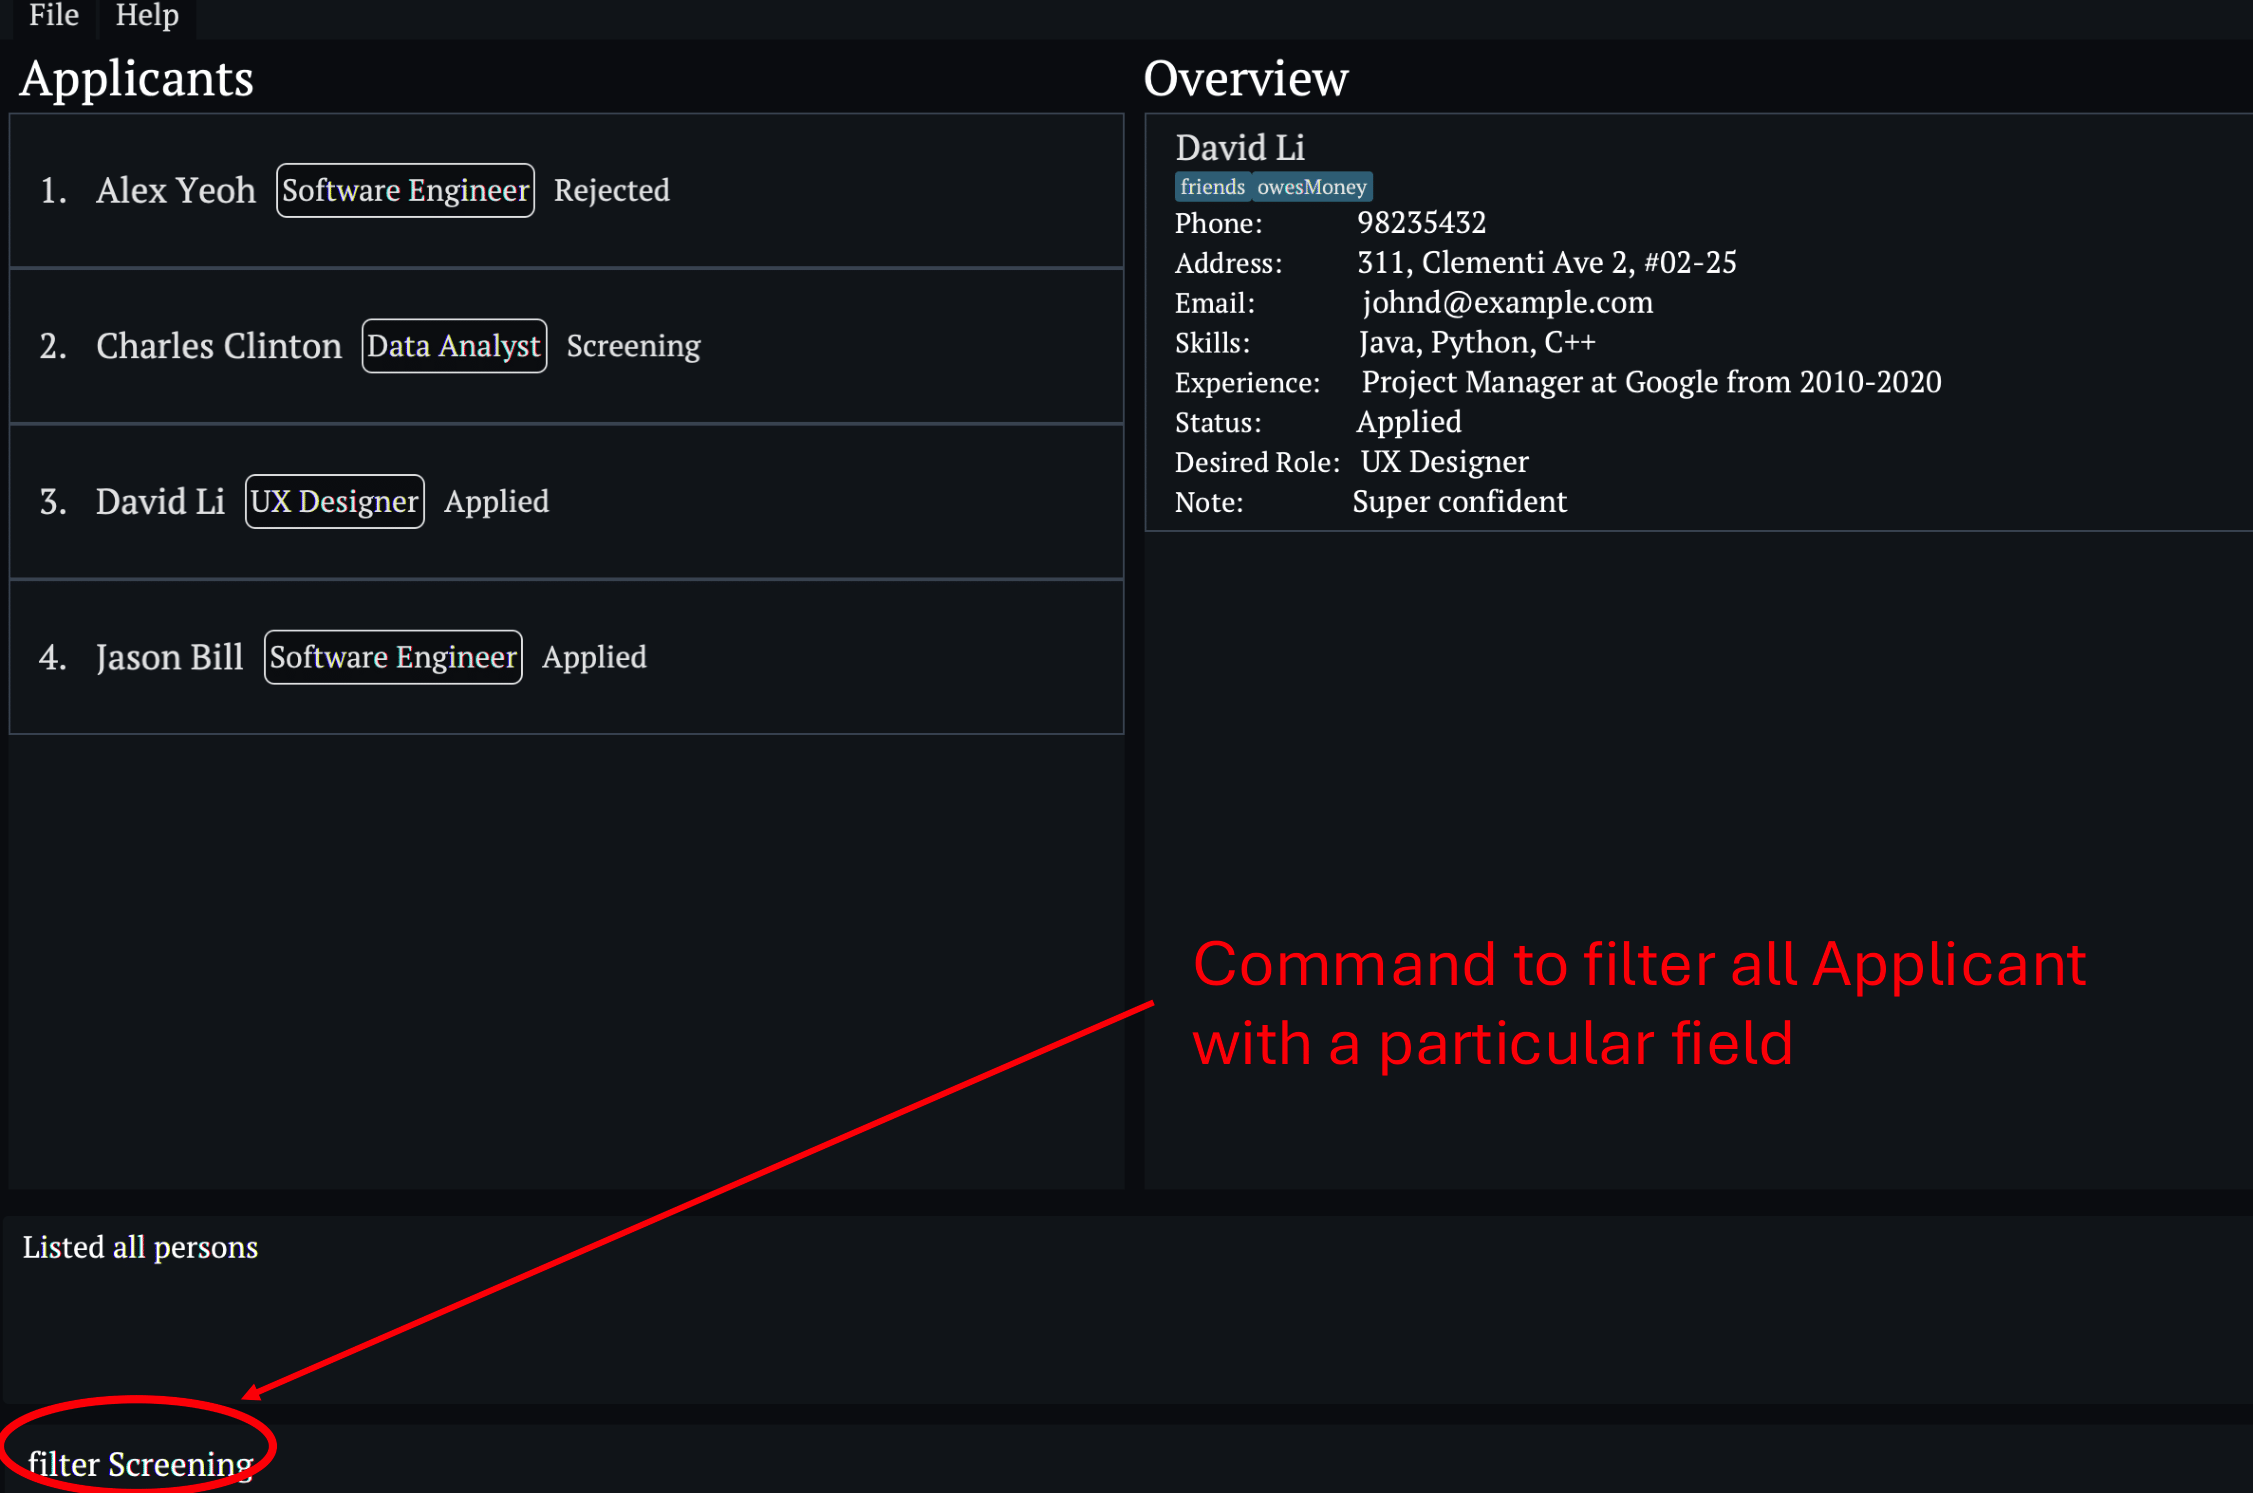 File Help
Applicants
1. Alex Yeoh Software Engineer Rejected
2. Charles Clinton Data Analyst Screening
3. David Li UX Designer Applied
4. Jason Bill Software Engineer Applied
Overview
David Li
friends owesMoney
Phone: 98235432
Address: 311, Clementi Ave 2, #02-25
Email: johnd@example.com
Skills: Java, Python, C++
Experience: Project Manager at Google from 2010-2020
Status: Applied
Desired Role: UX Designer
Note: Super confident
Command to filter all Applicant
with a particular field
Listed all persons
filter Screening